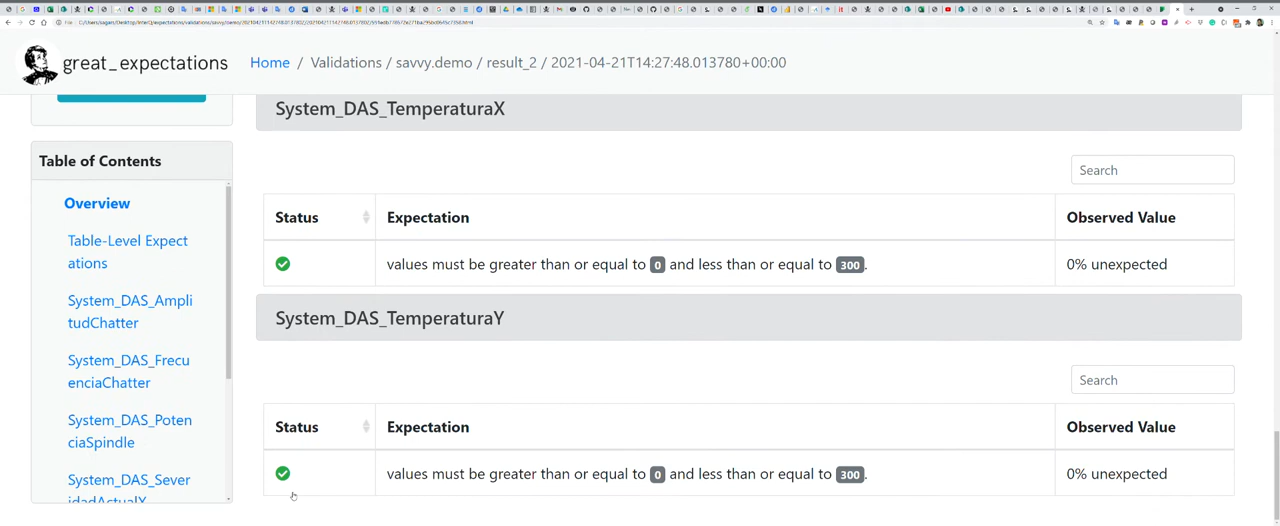 great_expectations
Home / Validations / savvy.demo / result_2 / 2021-04-21T14:27:48.013780+00:00
System_DAS_TemperaturaX
Table of Contents
Search
Overview
Status Expectation Observed Value
Table-Level Expect
ations
values must be greater than or equal to 0 and less than or equal to 300. 0% unexpected
System_DAS_Ampli
tudChatter
System_DAS_TemperaturaY
System_DAS_Frecu
enciaChatter
Search
System_DAS_Poten
ciaSpindle
Status Expectation Observed Value
System_DAS_Sever
idadActualX
values must be greater than or equal to 0 and less than or equal to 300. 0% unexpected